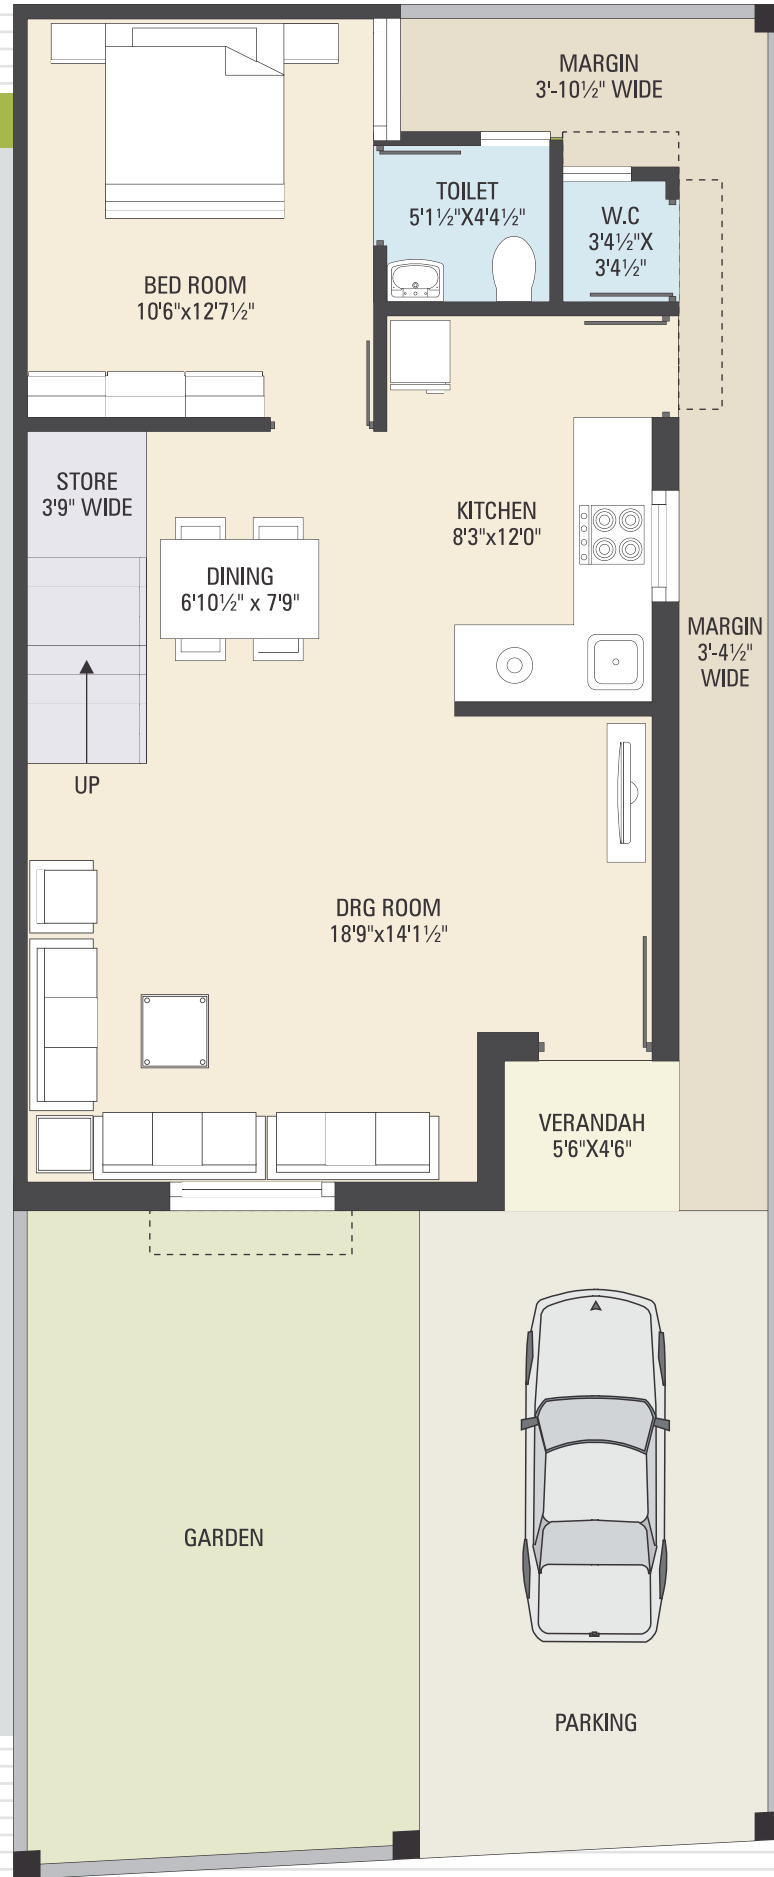 MARGIN
3'-10½" WIDE
TOILET
5'1½"X4'4½"
W.C
3'4½"X
3'4½"
BED ROOM
10'6"x12'7½"
STORE
3'9" WIDE
KITCHEN
8'3"x12'0"
DINING
6'10½" x 7'9"
MARGIN
3'-4½"
WIDE
UP
DRG ROOM
18'9"x14'1½"
VERANDAH
5'6"X4'6"
GARDEN
PARKING